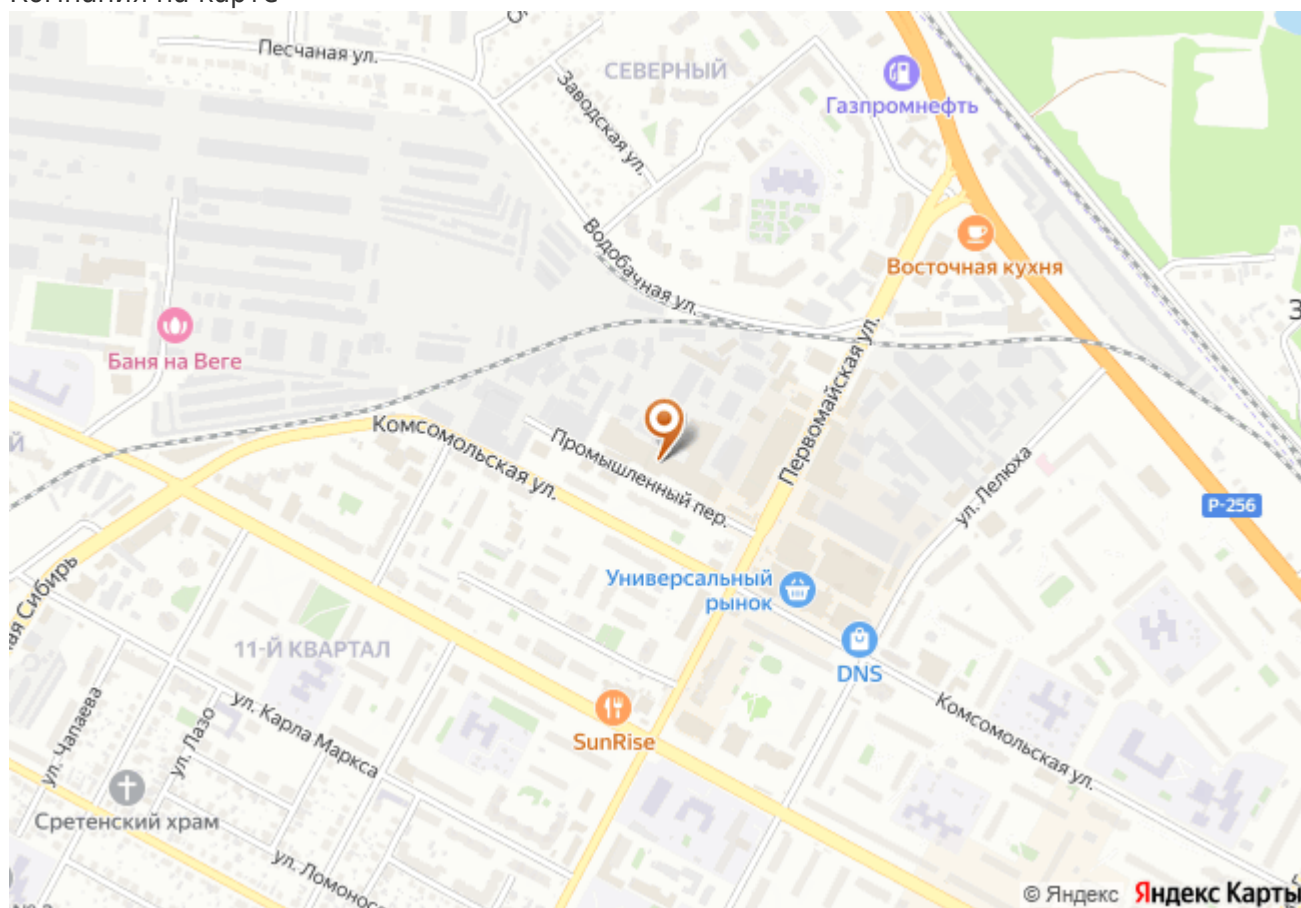 Компания на карте
Песчаная ул.
СЕВЕРНЫЙ
Заводская ул.
Газпромнефть
Водобачная ул.
Восточная кухня
Баня на Веге
Первомайская ул.
Комсомольская ул.
Промышленный пер.
ул. Лелюха
Р-256
Универсальный
рынок
DNS
11-Й КВАРТАЛ
ул. Чапаева
ул. Лазо
ул. Карла Маркса
SunRise
Комсомольская ул.
Сретенский храм
ул. Ломонос
© Яндекс Яндекс Карты